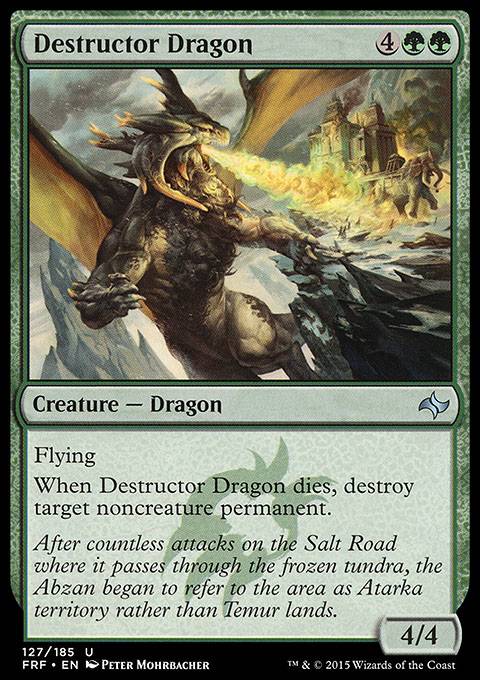 Destructor Dragon 4
Creature — Dragon
Flying
When Destructor Dragon dies, destroy
target noncreature permanent.
After countless attacks on the Salt Road
where it passes through the frozen tundra, the
Abzan began to refer to the area as Atarka
territory rather than Temur lands.
4/4
127/185 U
FRF • EN Peter Mohrbacher
™ & © 2015 Wizards of the Coast